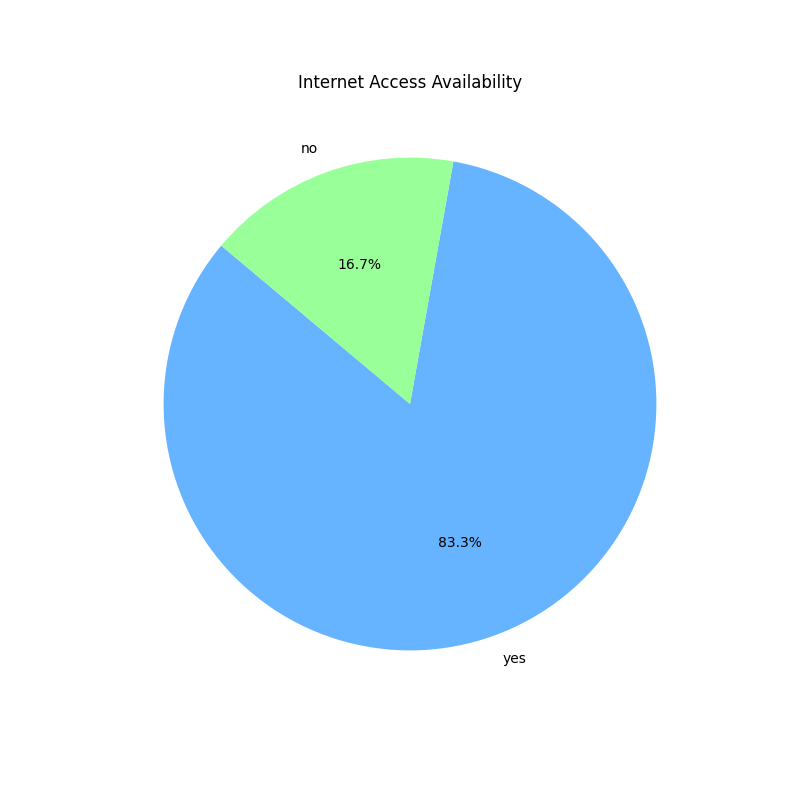 Internet Access Availability
no
16.7%
83.3%
yes